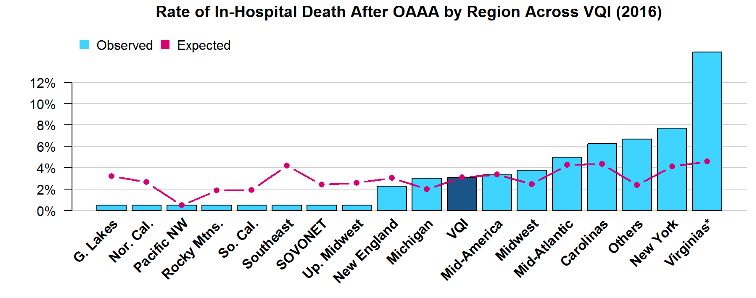 Rate of In-Hospital Death After OAAA by Region Across VQI (2016)
Observed Expected
12%
10%
8%
6%
4%
2%
0%
G. Lakes
Nor. Cal.
Pacific NW
Rocky Mtns.
So. Cal.
Southeast
SOVONET
Up. Midwest
New England
Michigan
VQI
Mid-America
Midwest
Mid-Atlantic
Carolinas
Others
New York
Virginias*